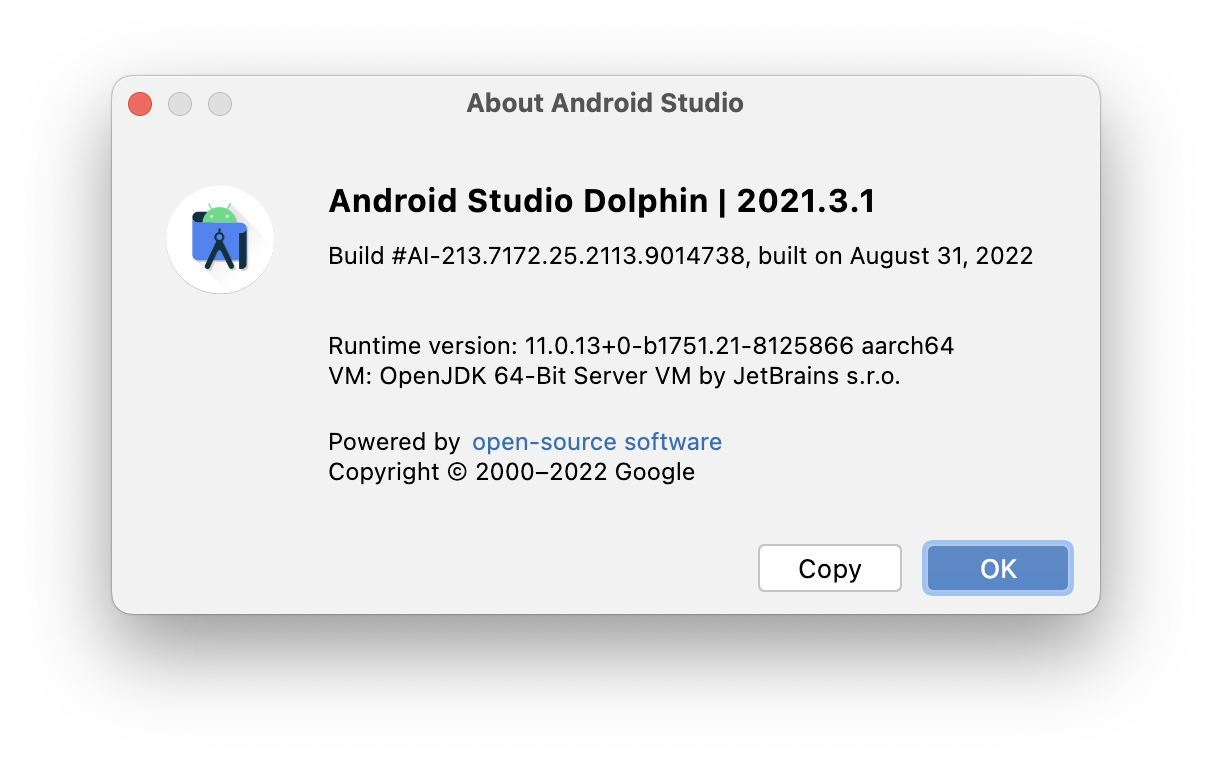 About Android Studio
Android Studio Dolphin | 2021.3.1
Build #AI-213.7172.25.2113.9014738, built on August 31, 2022
Runtime version: 11.0.13+0-b1751.21-8125866 aarch64
VM: OpenJDK 64-Bit Server VM by JetBrains s.r.o.
Powered by open-source software
Copyright © 2000–2022 Google
Copy OK